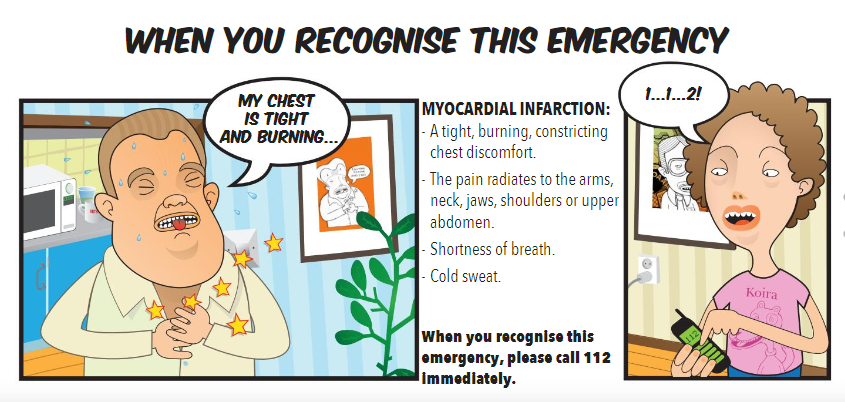 WHEN YOU RECOGNISE THIS EMERGENCY
MY CHEST
IS TIGHT
AND BURNING...
MYOCARDIAL INFARCTION:
- A tight, burning, constricting
chest discomfort.
- The pain radiates to the arms,
neck, jaws, shoulders or upper
abdomen.
- Shortness of breath.
- Cold sweat.
When you recognise this
emergency, please call 112
immediately.
1...1...2!
Koira
112